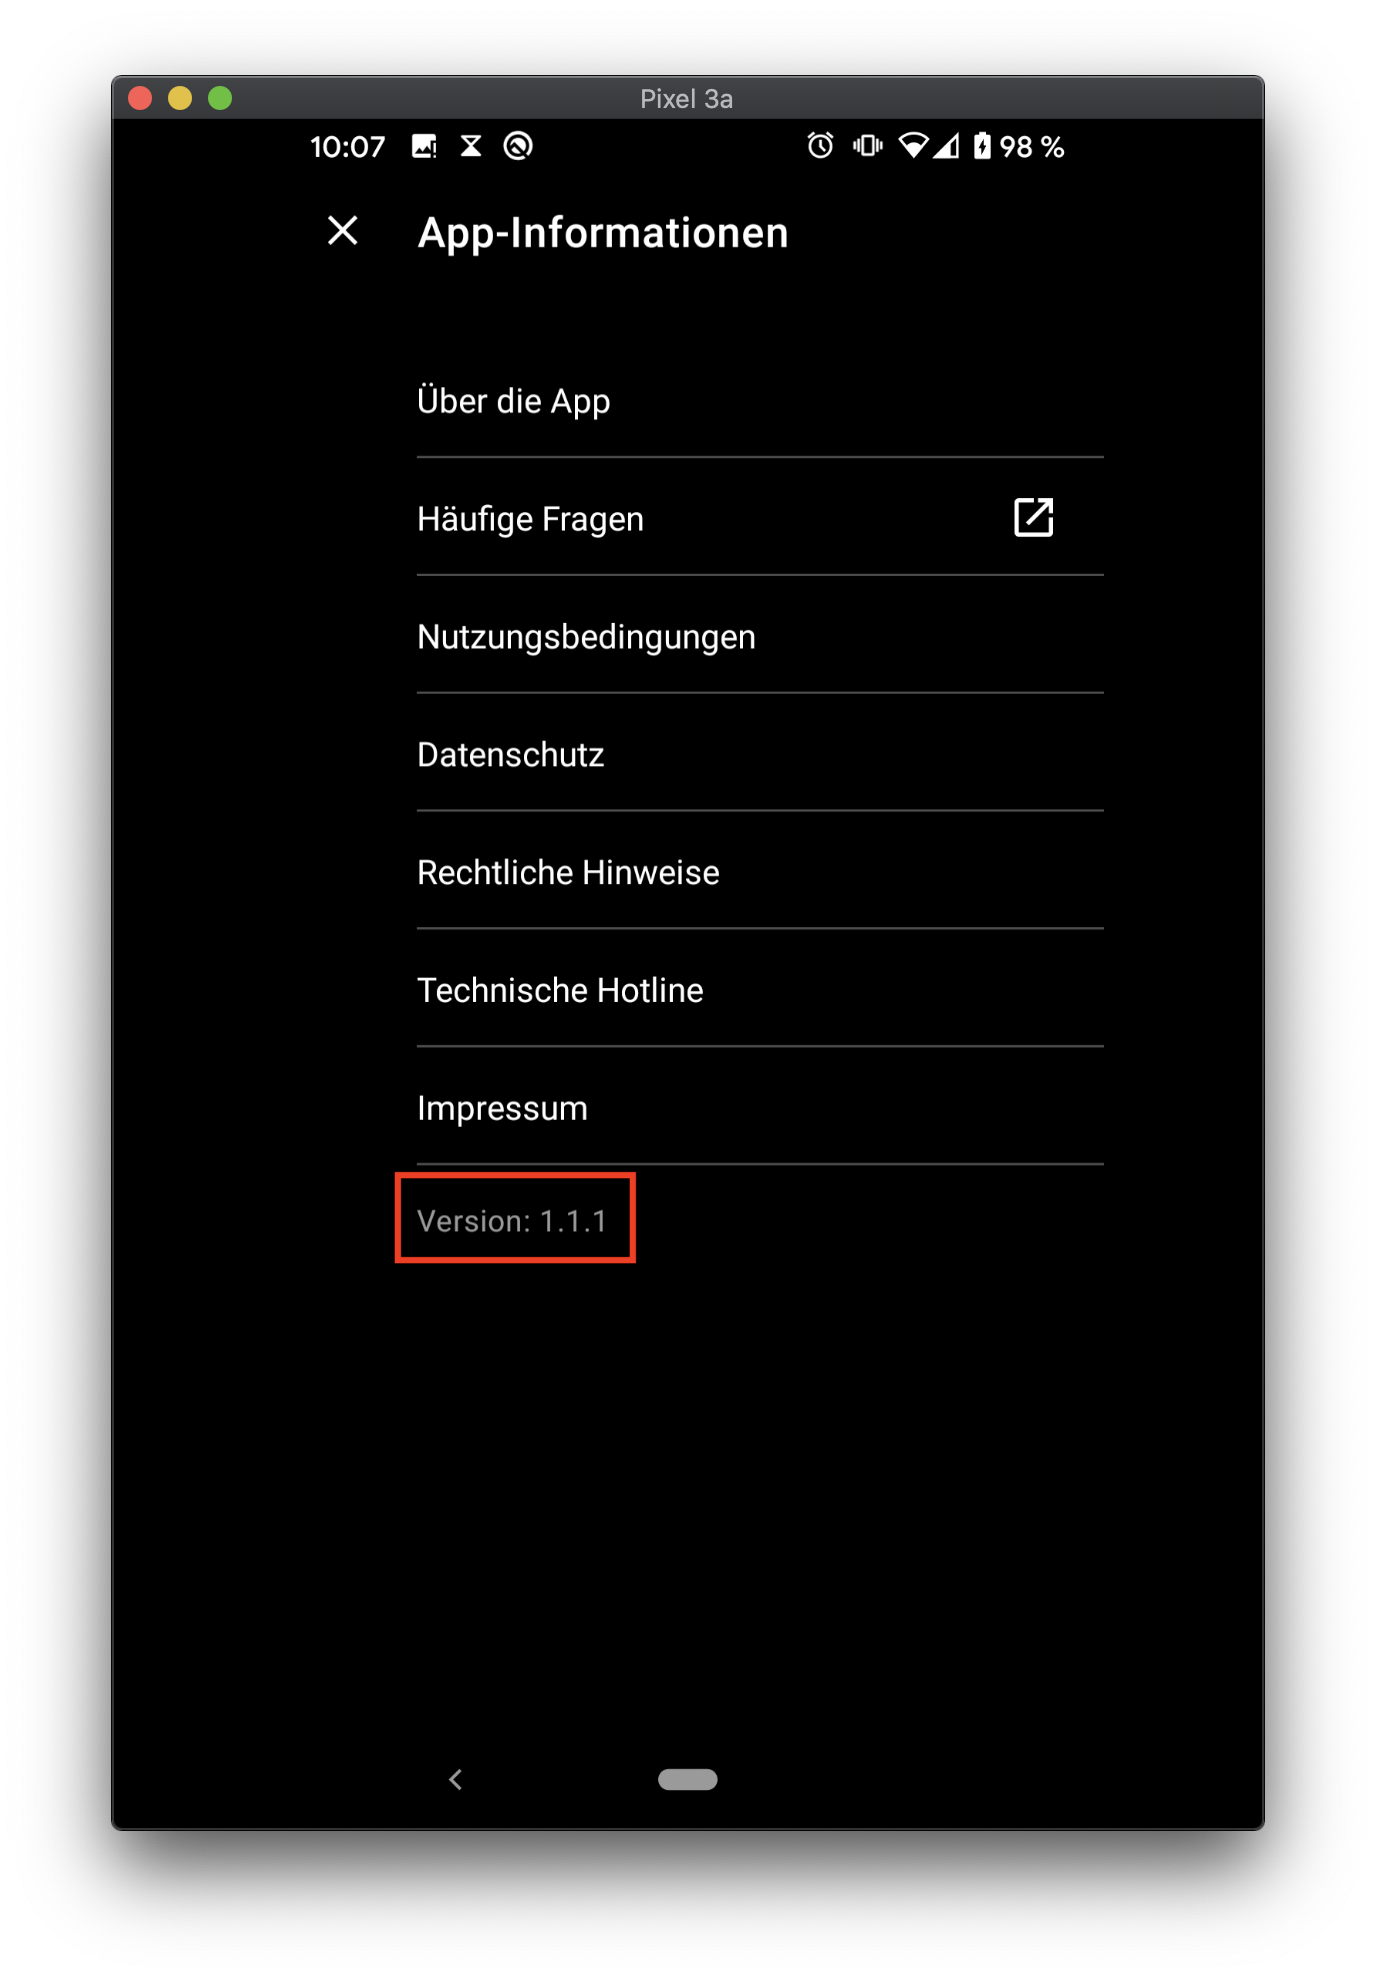 Pixel 3a
10:07 98 %
App-Informationen
Über die App
Häufige Fragen
Nutzungsbedingungen
Datenschutz
Rechtliche Hinweise
Technische Hotline
Impressum
Version: 1.1.1